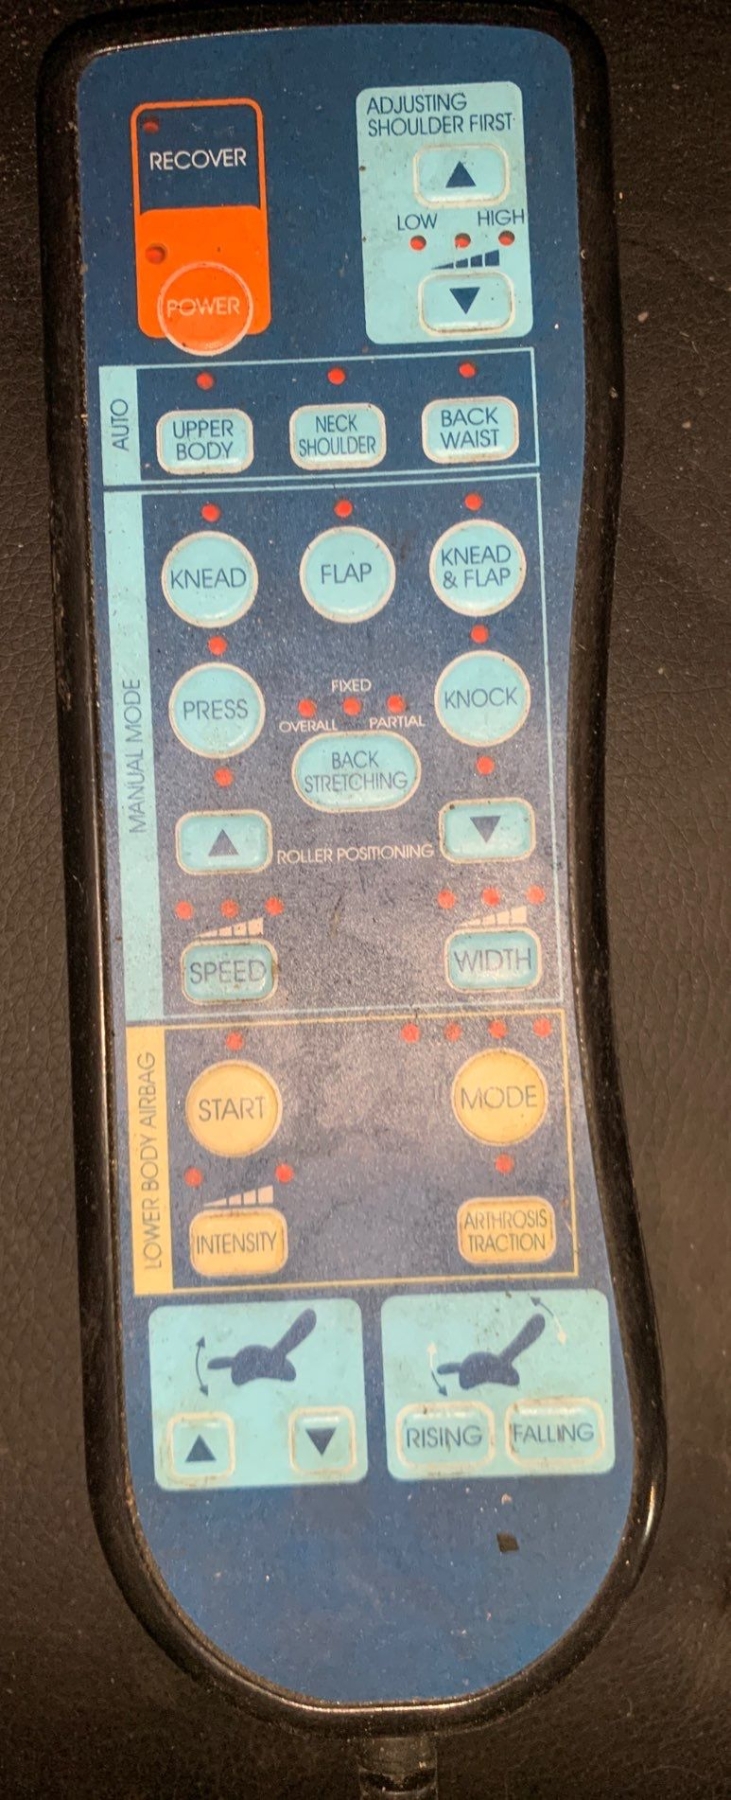 RECOVER
POWER
ADJUSTING
SHOULDER FIRST
LOW HIGH
AUTO
UPPER
BODY
NECK
SHOULDER
BACK
WAIST
MANUAL MODE
KNEAD
FLAP
KNEAD
& FLAP
PRESS
FIXED
OVERALL PARTIAL
BACK
STRETCHING
KNOCK
ROLLER POSITIONING
SPEED
WIDTH
LOWER BODY AIRBAG
START
MODE
INTENSITY
ARTHROSIS
TRACTION
RISING
FALLING